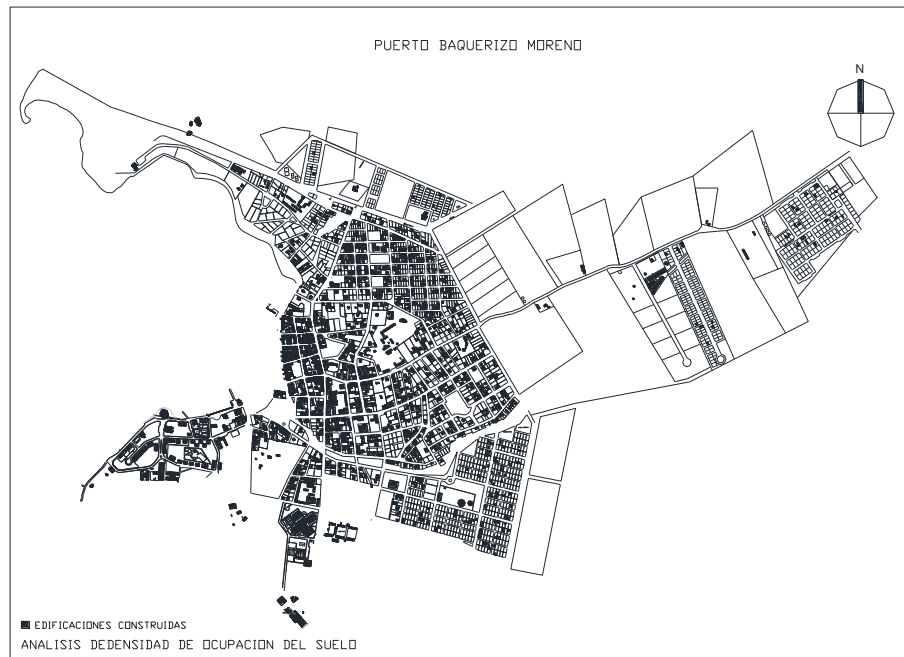 PUERTO BAQUERIZO MORENO
N
EDIFICACIONES CONSTRUIDAS
ANALISIS DEDENSIDAD DE OCUPACION DEL SUELO